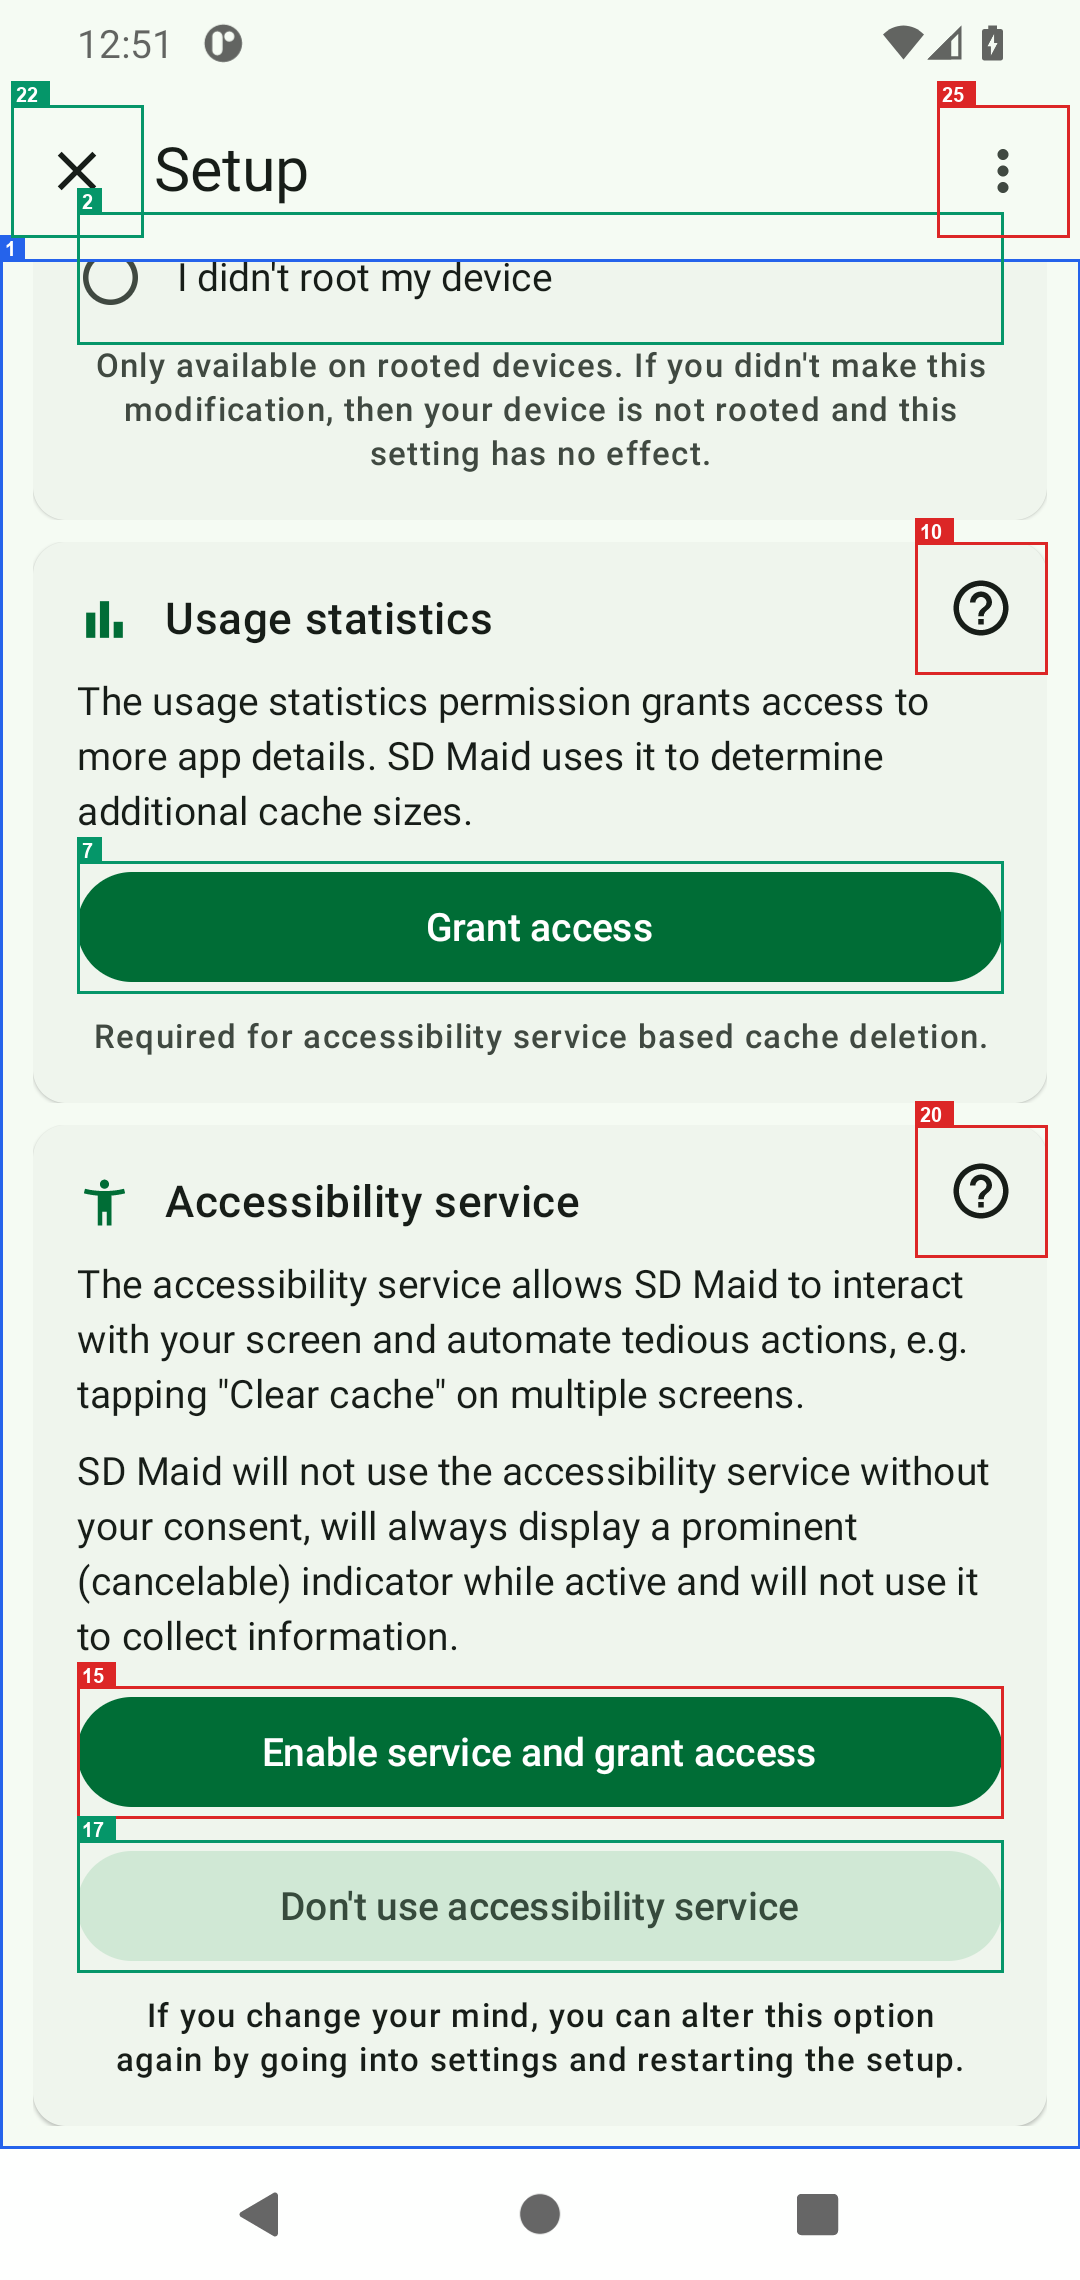 12:51
22
25
Setup
2
1
I didn't root my device
Only available on rooted devices. If you didn't make this
modification, then your device is not rooted and this
setting has no effect.
10
Usage statistics
The usage statistics permission grants access to
more app details. SD Maid uses it to determine
additional cache sizes.
7
Grant access
Required for accessibility service based cache deletion.
20
Accessibility service
The accessibility service allows SD Maid to interact
with your screen and automate tedious actions, e.g.
tapping "Clear cache" on multiple screens.
SD Maid will not use the accessibility service without
your consent, will always display a prominent
(cancelable) indicator while active and will not use it
to collect information.
15
Enable service and grant access
17
Don't use accessibility service
If you change your mind, you can alter this option
again by going into settings and restarting the setup.